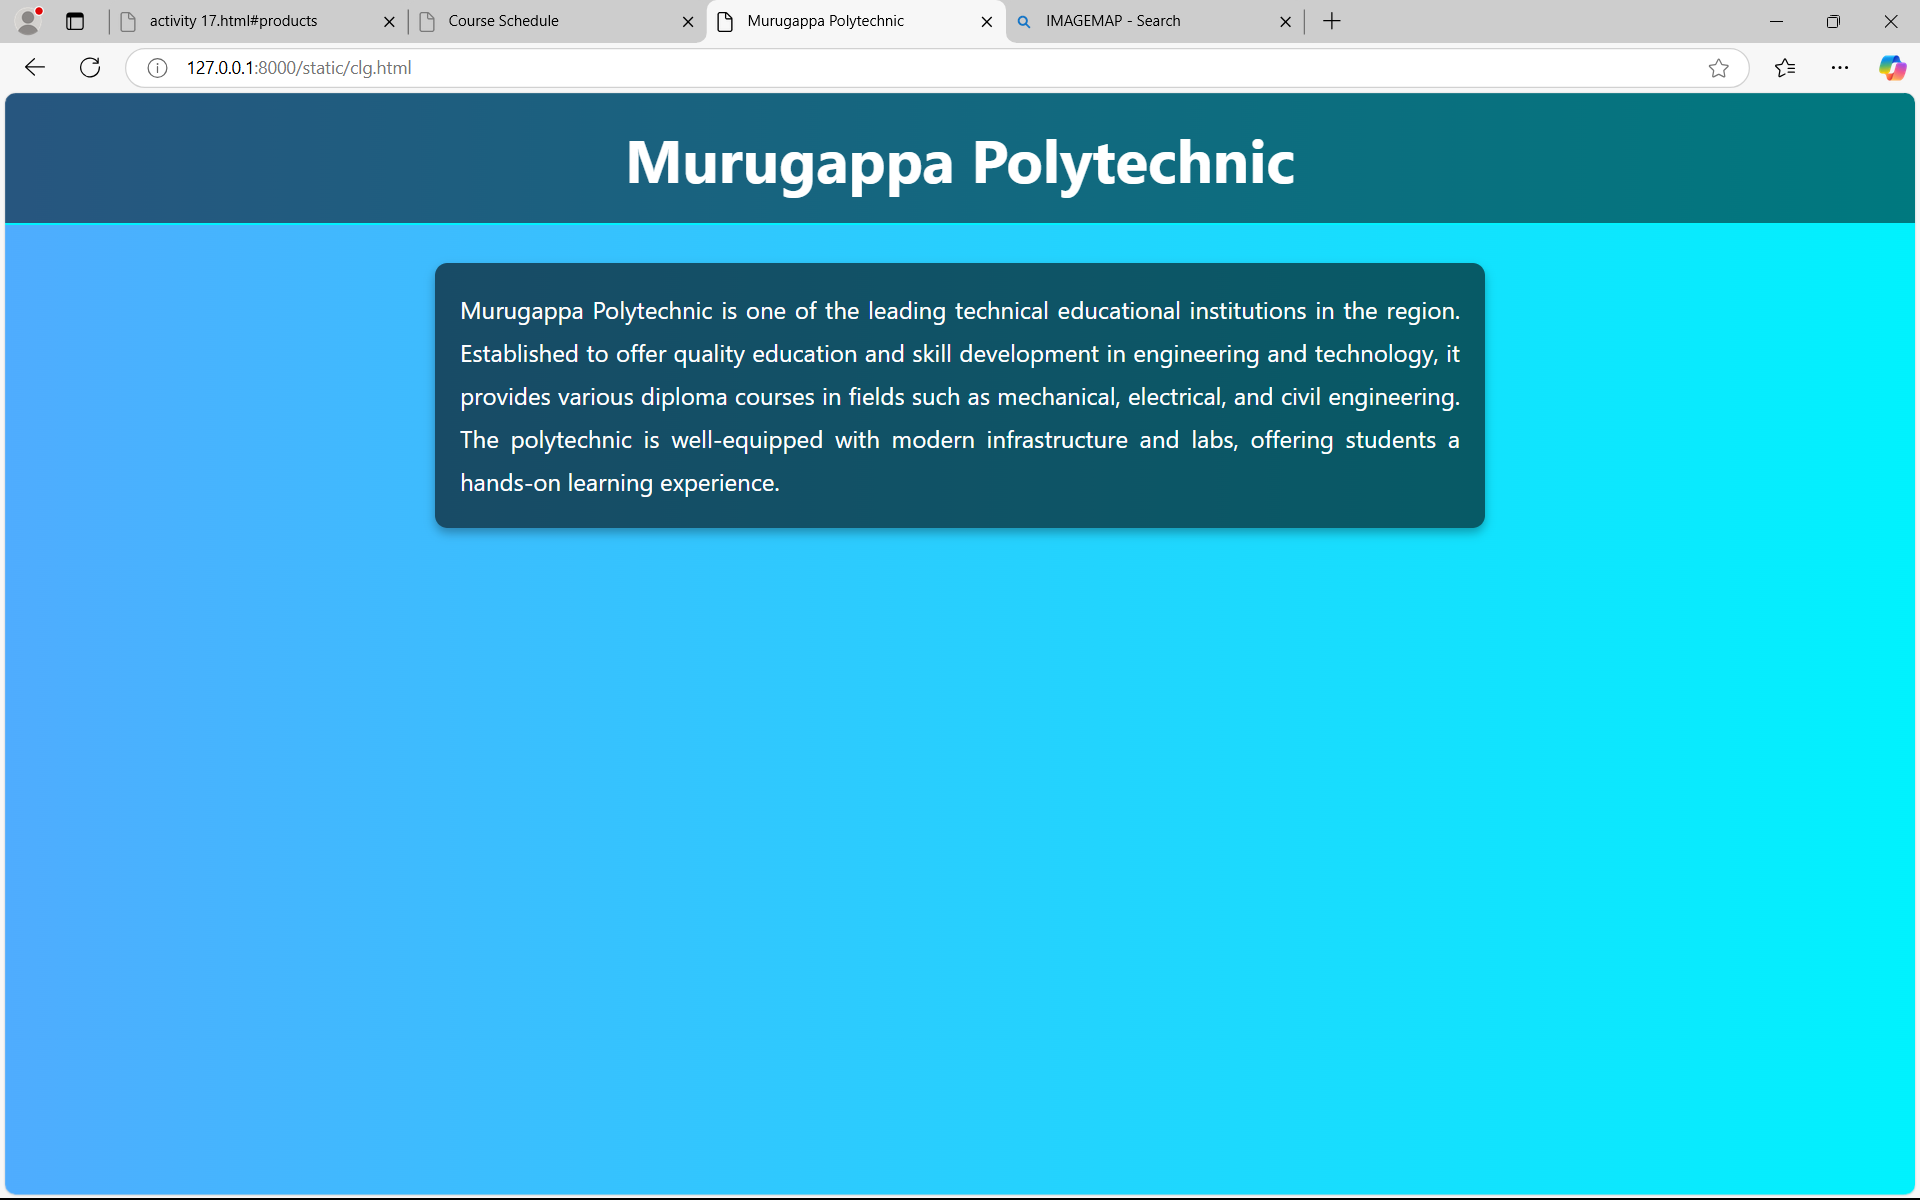 activity 17.html#products
Course Schedule
Murugappa Polytechnic
IMAGEMAP - Search
127.0.0.1:8000/static/clg.html
Murugappa Polytechnic
Murugappa Polytechnic is one of the leading technical educational institutions in the region.
Established to offer quality education and skill development in engineering and technology, it
provides various diploma courses in fields such as mechanical, electrical, and civil engineering.
The polytechnic is well-equipped with modern infrastructure and labs, offering students a
hands-on learning experience.